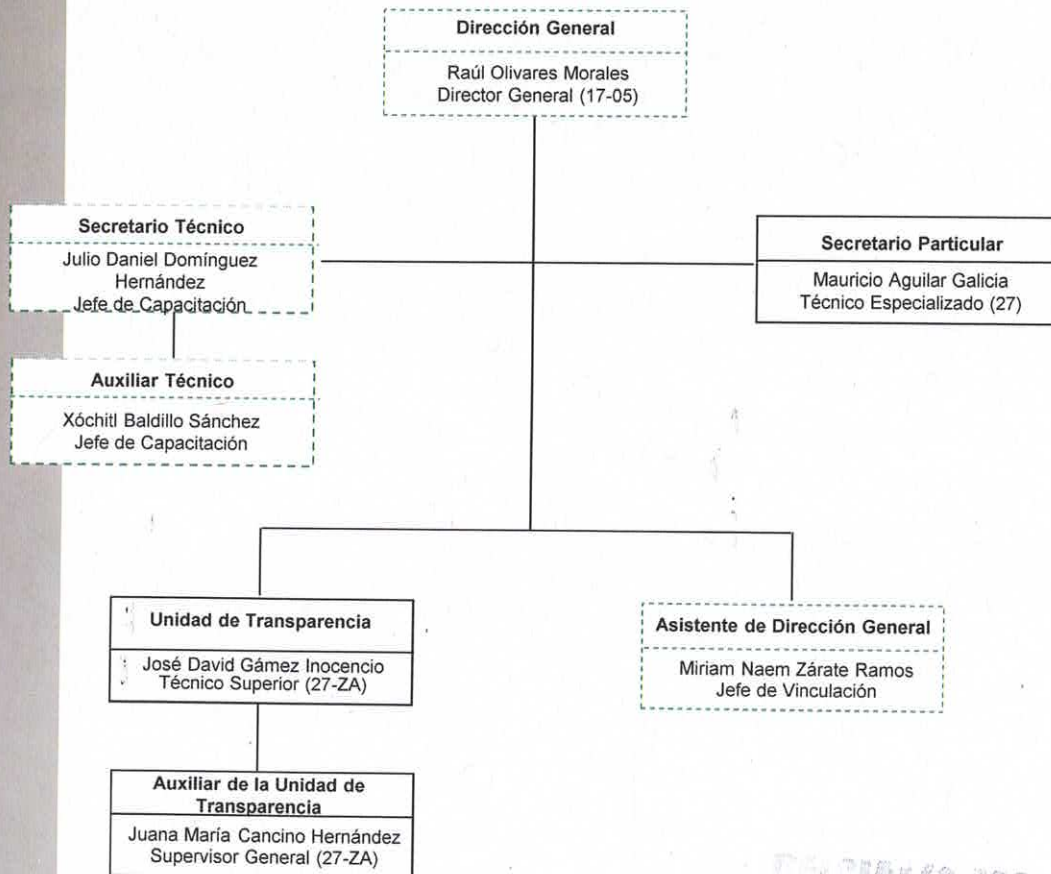 Dirección General
Raúl Olivares Morales
Director General (17-05)
Secretario Técnico
Julio Daniel Domínguez
Hernández
Jefe de Capacitación
Secretario Particular
Mauricio Aguilar Galicia
Técnico Especializado (27)
Auxiliar Técnico
Xóchitl Baldillo Sánchez
Jefe de Capacitación
Unidad de Transparencia
José David Gámez Inocencio
Técnico Superior (27-ZA)
Asistente de Dirección General
Miriam Naem Zárate Ramos
Jefe de Vinculación
Auxiliar de la Unidad de
Transparencia
Juana María Cancino Hernández
Supervisor General (27-ZA)